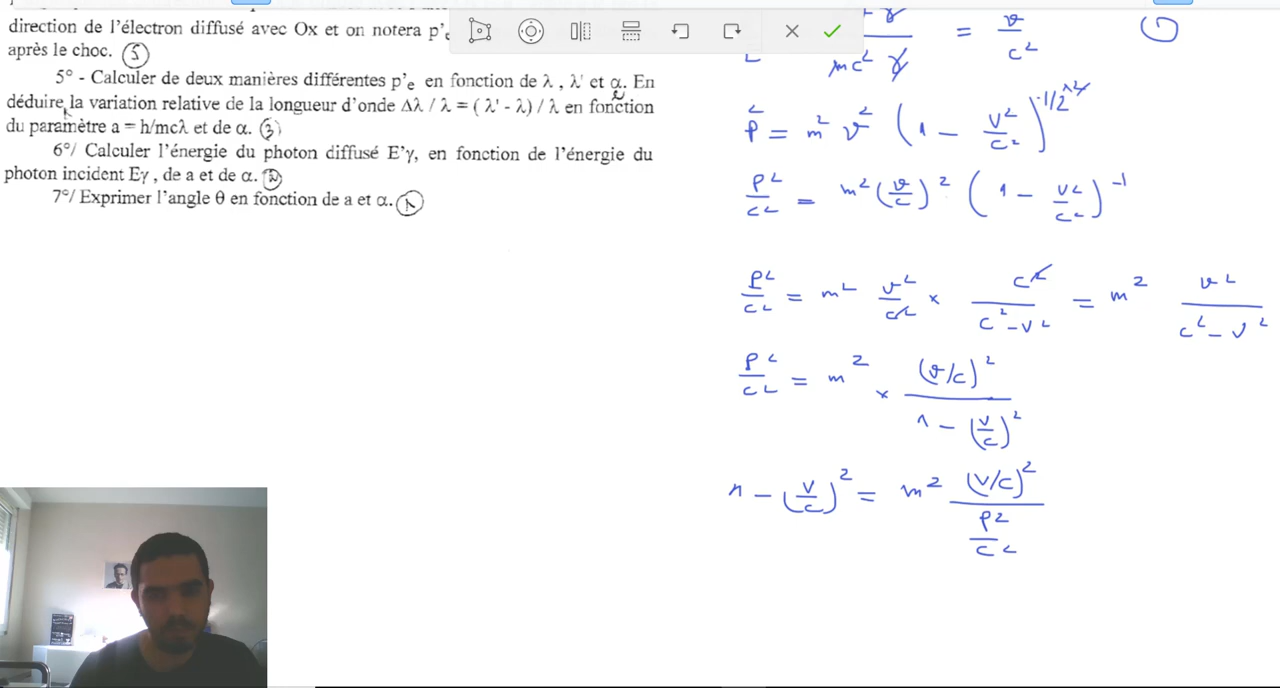 direction de l'électron diffusé avec Ox et on notera p'e
après le choc. (5)
5° - Calculer de deux manières différentes p'e en fonction de λ , λ' et α. En
déduire la variation relative de la longueur d'onde Δλ / λ = ( λ' - λ) / λ en fonction
du paramètre a = h/mcλ et de α. (3)
6°/ Calculer l'énergie du photon diffusé E'γ, en fonction de l'énergie du
photon incident Eγ , de a et de α. (2)
7°/ Exprimer l'angle θ en fonction de a et α. (1)
mc² γ = v/c² (1)
p² = m² v² (1 - v²/c²)^-1/2 ×2
p²/c² = m² (v/c)² (1 - v²/c²)^-1
p²/c² = m² v²/c² × c²/(c² - v²) = m² v²/(c² - v²)
p²/c² = m² × (v/c)²/(1 - (v/c)²)
1 - (v/c)² = m² (v/c)²/(p²/c²)